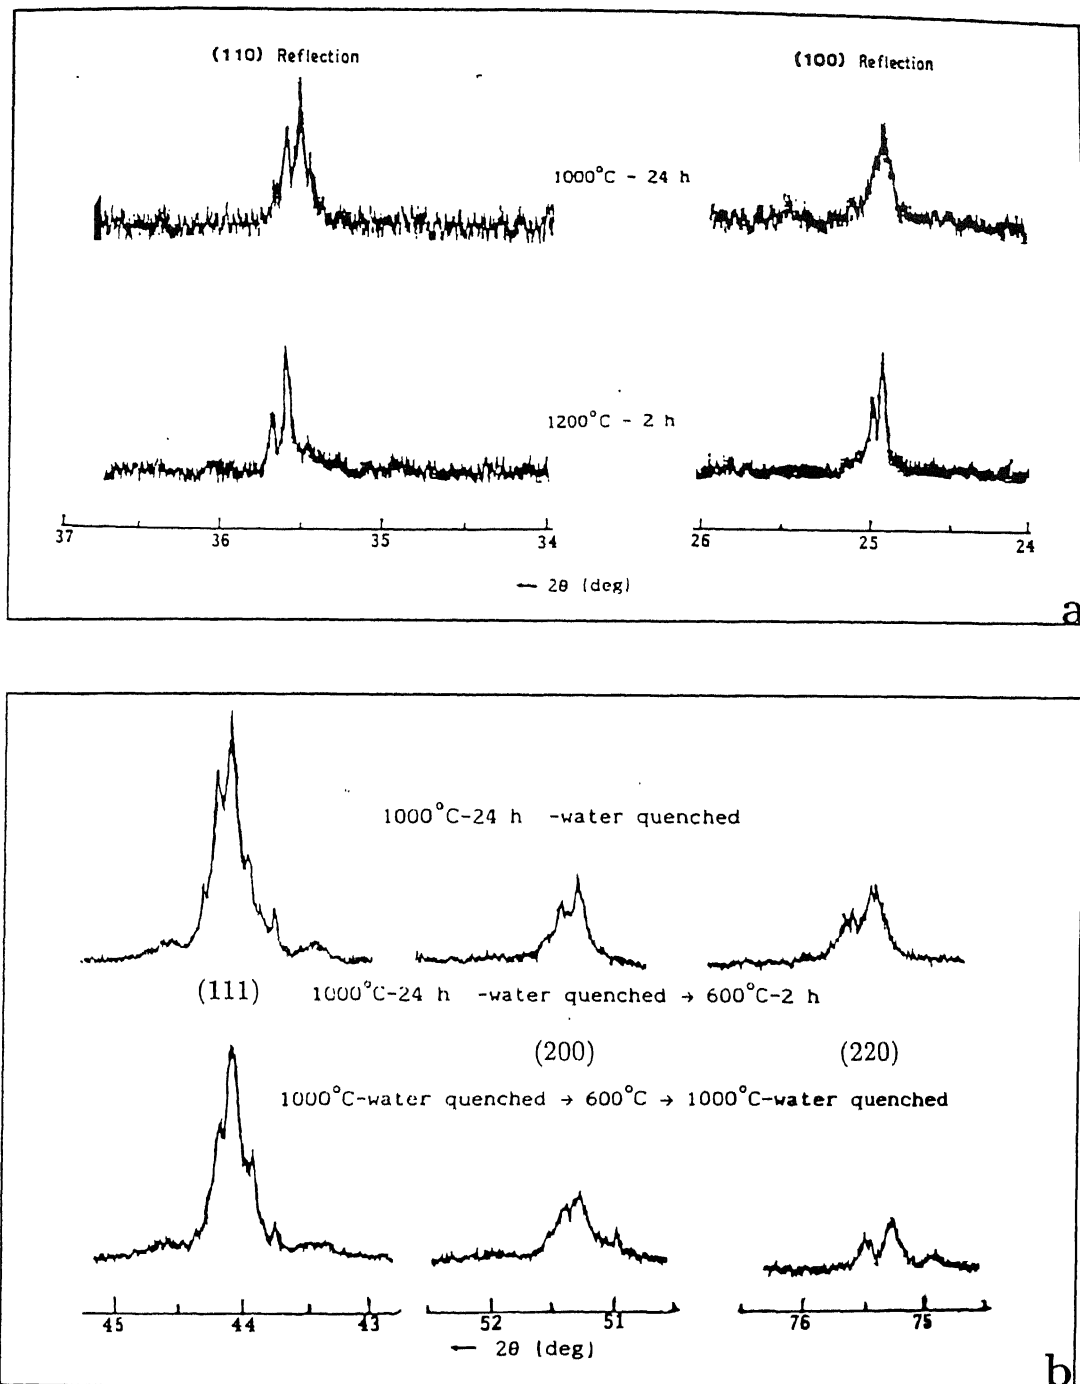 (110) Reflection
(100) Reflection
1000°C - 24 h
1200°C - 2 h
37 36 35 34 26 25 24
← 2θ (deg)
a
1000°C-24 h -water quenched
(111) 1000°C-24 h -water quenched → 600°C-2 h
(200) (220)
1000°C-water quenched → 600°C → 1000°C-water quenched
45 44 43 52 51 76 75
← 2θ (deg)
b